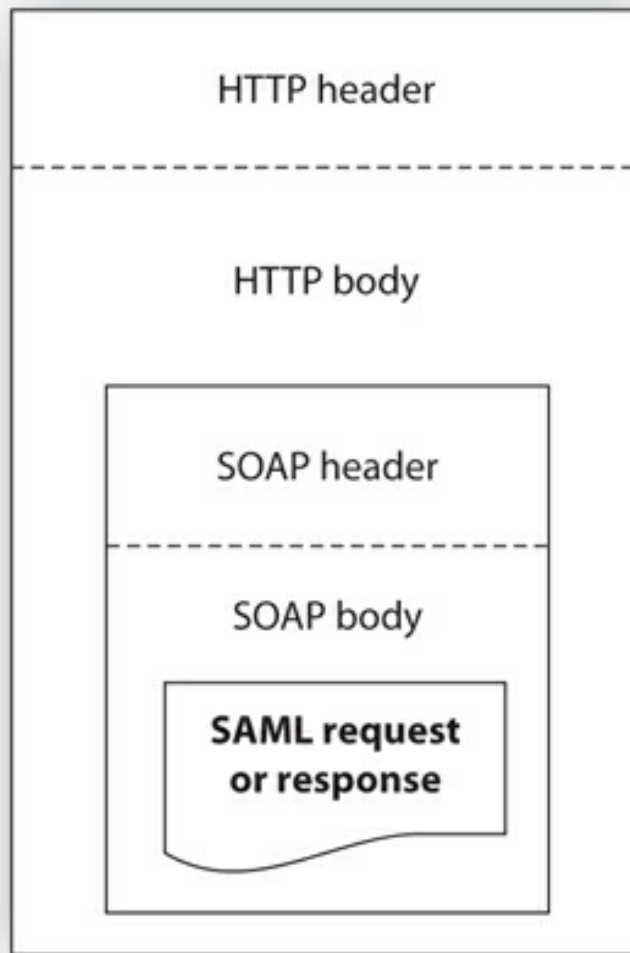 HTTP header
HTTP body
SOAP header
SOAP body
SAML request
or response